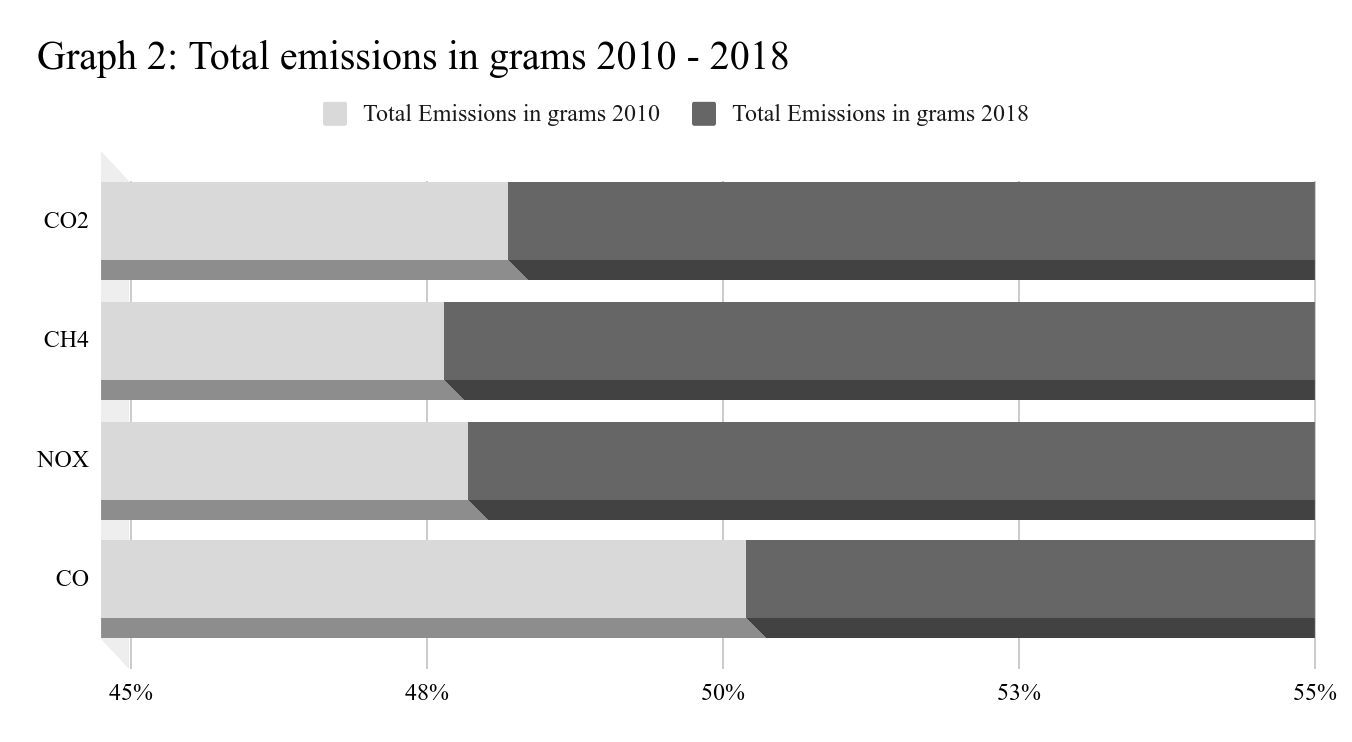 Graph 2: Total emissions in grams 2010 - 2018
Total Emissions in grams 2010 Total Emissions in grams 2018
CO2
CH4
NOX
CO
45% 48% 50% 53% 55%